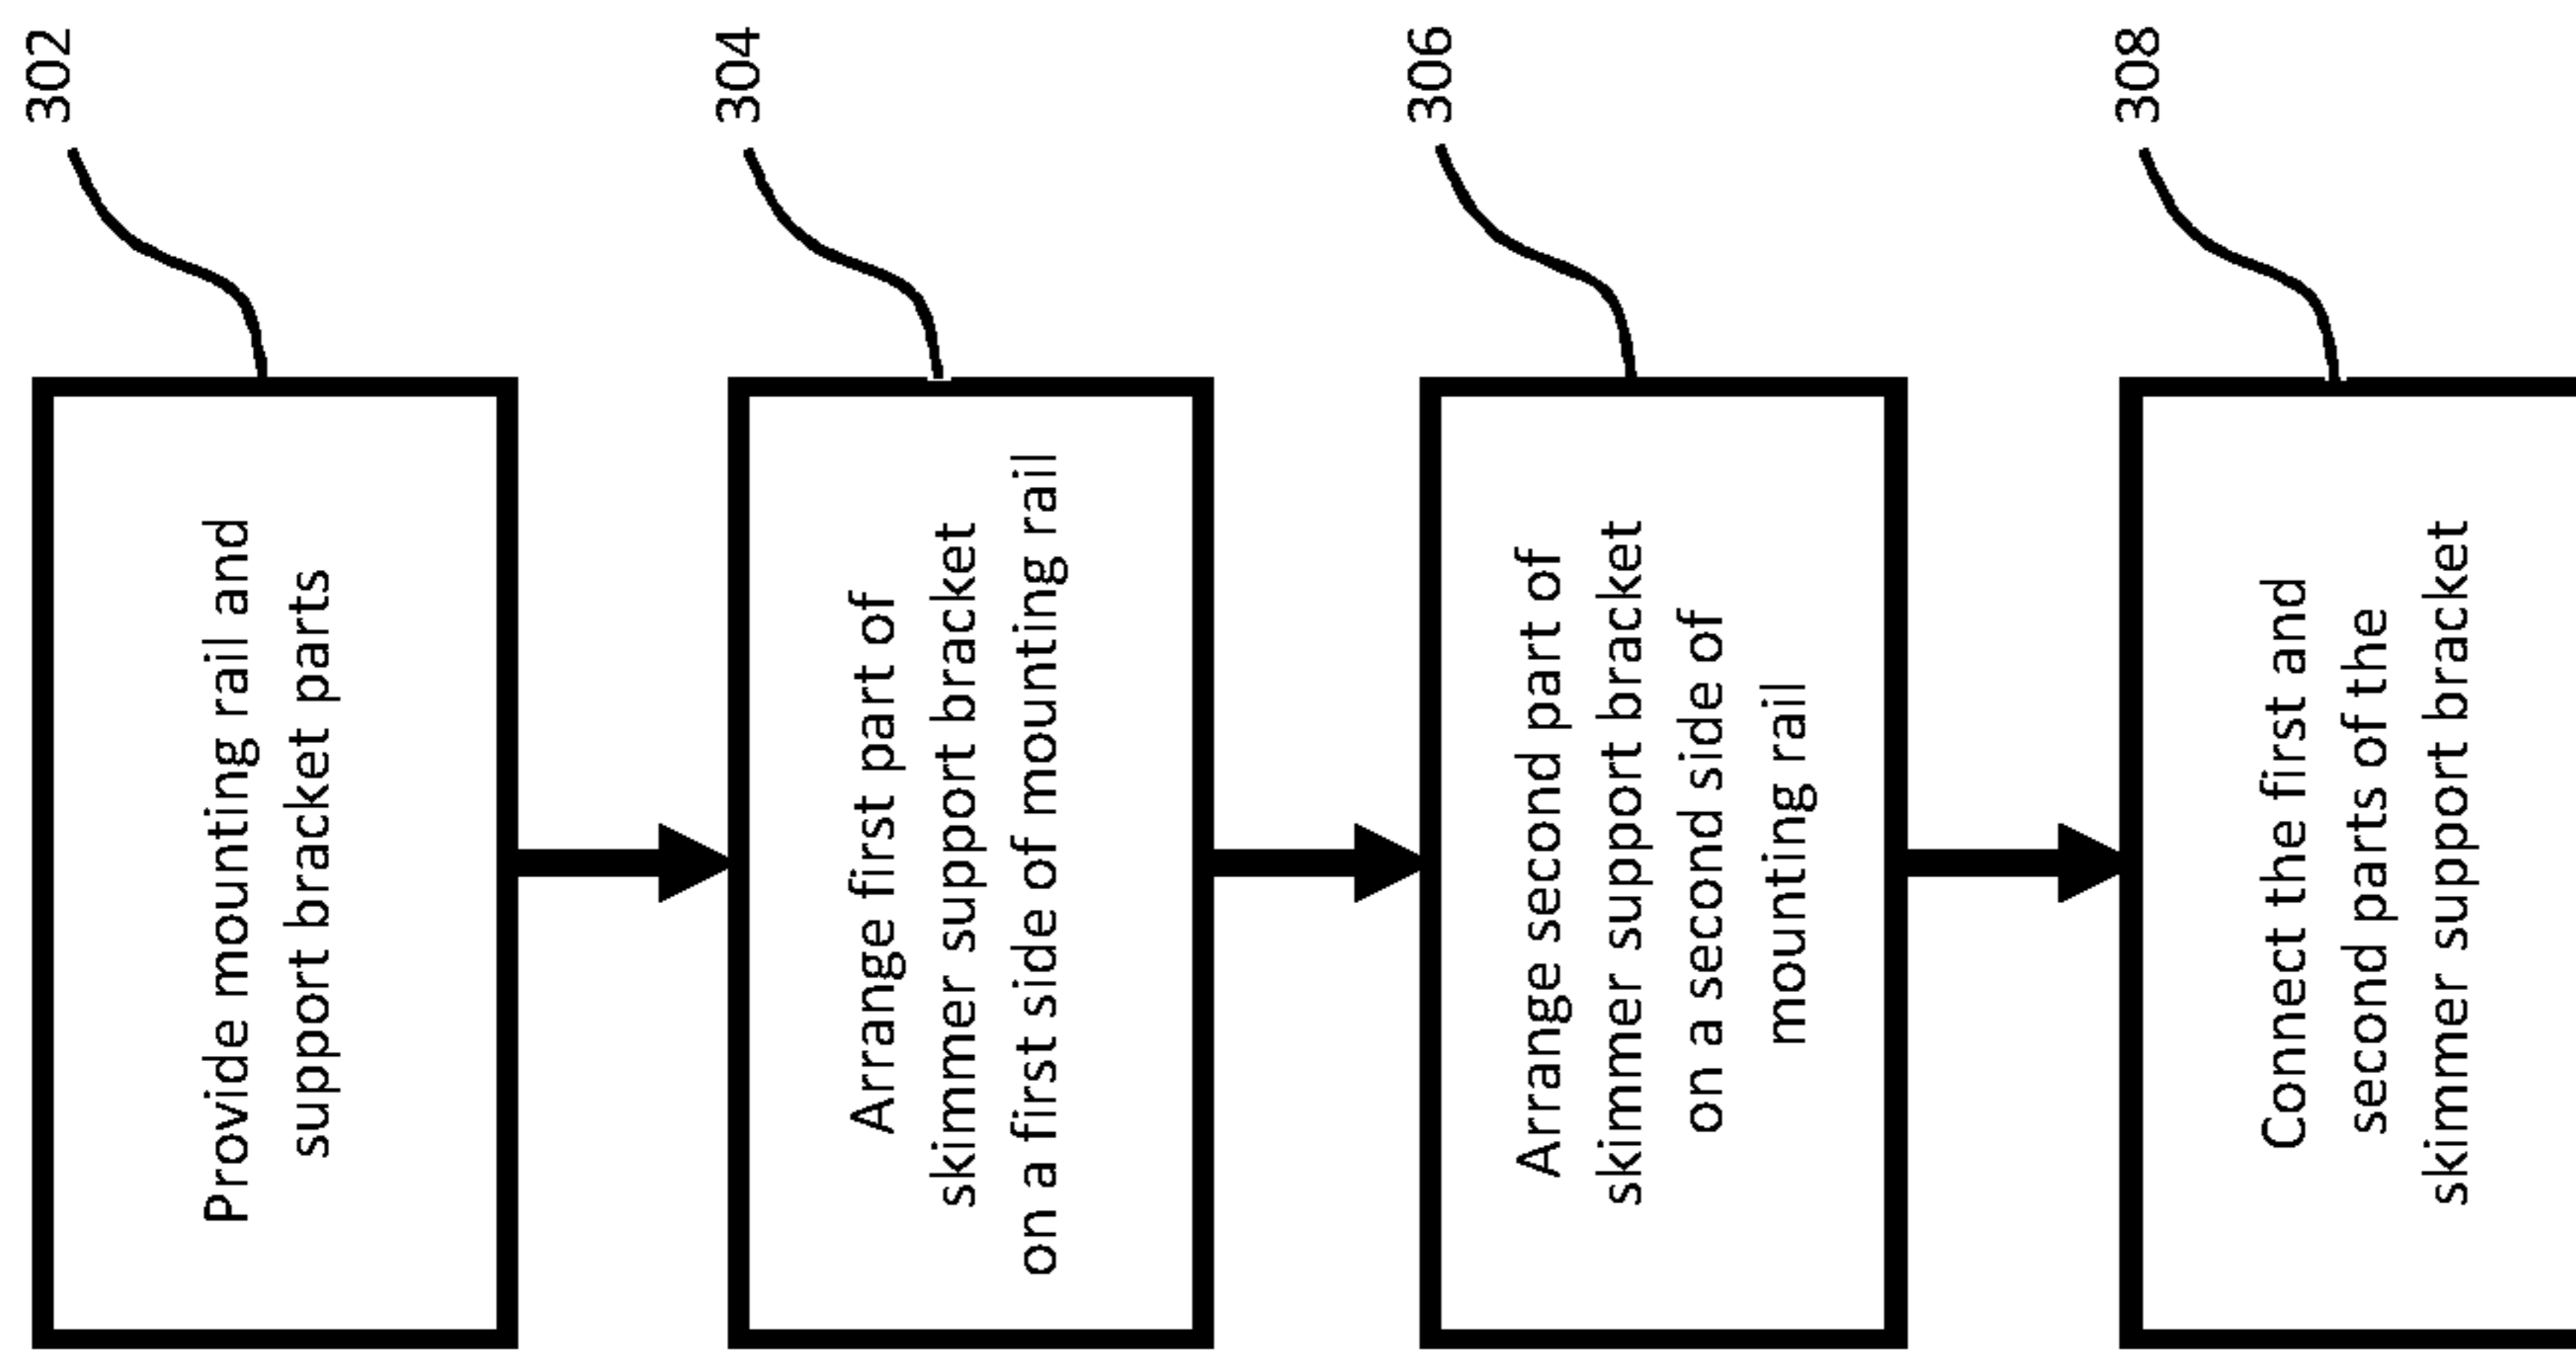 302
Provide mounting rail and
support bracket parts
304
Arrange first part of
skimmer support bracket
on a first side of mounting rail
306
Arrange second part of
skimmer support bracket
on a second side of
mounting rail
308
Connect the first and
second parts of the
skimmer support bracket